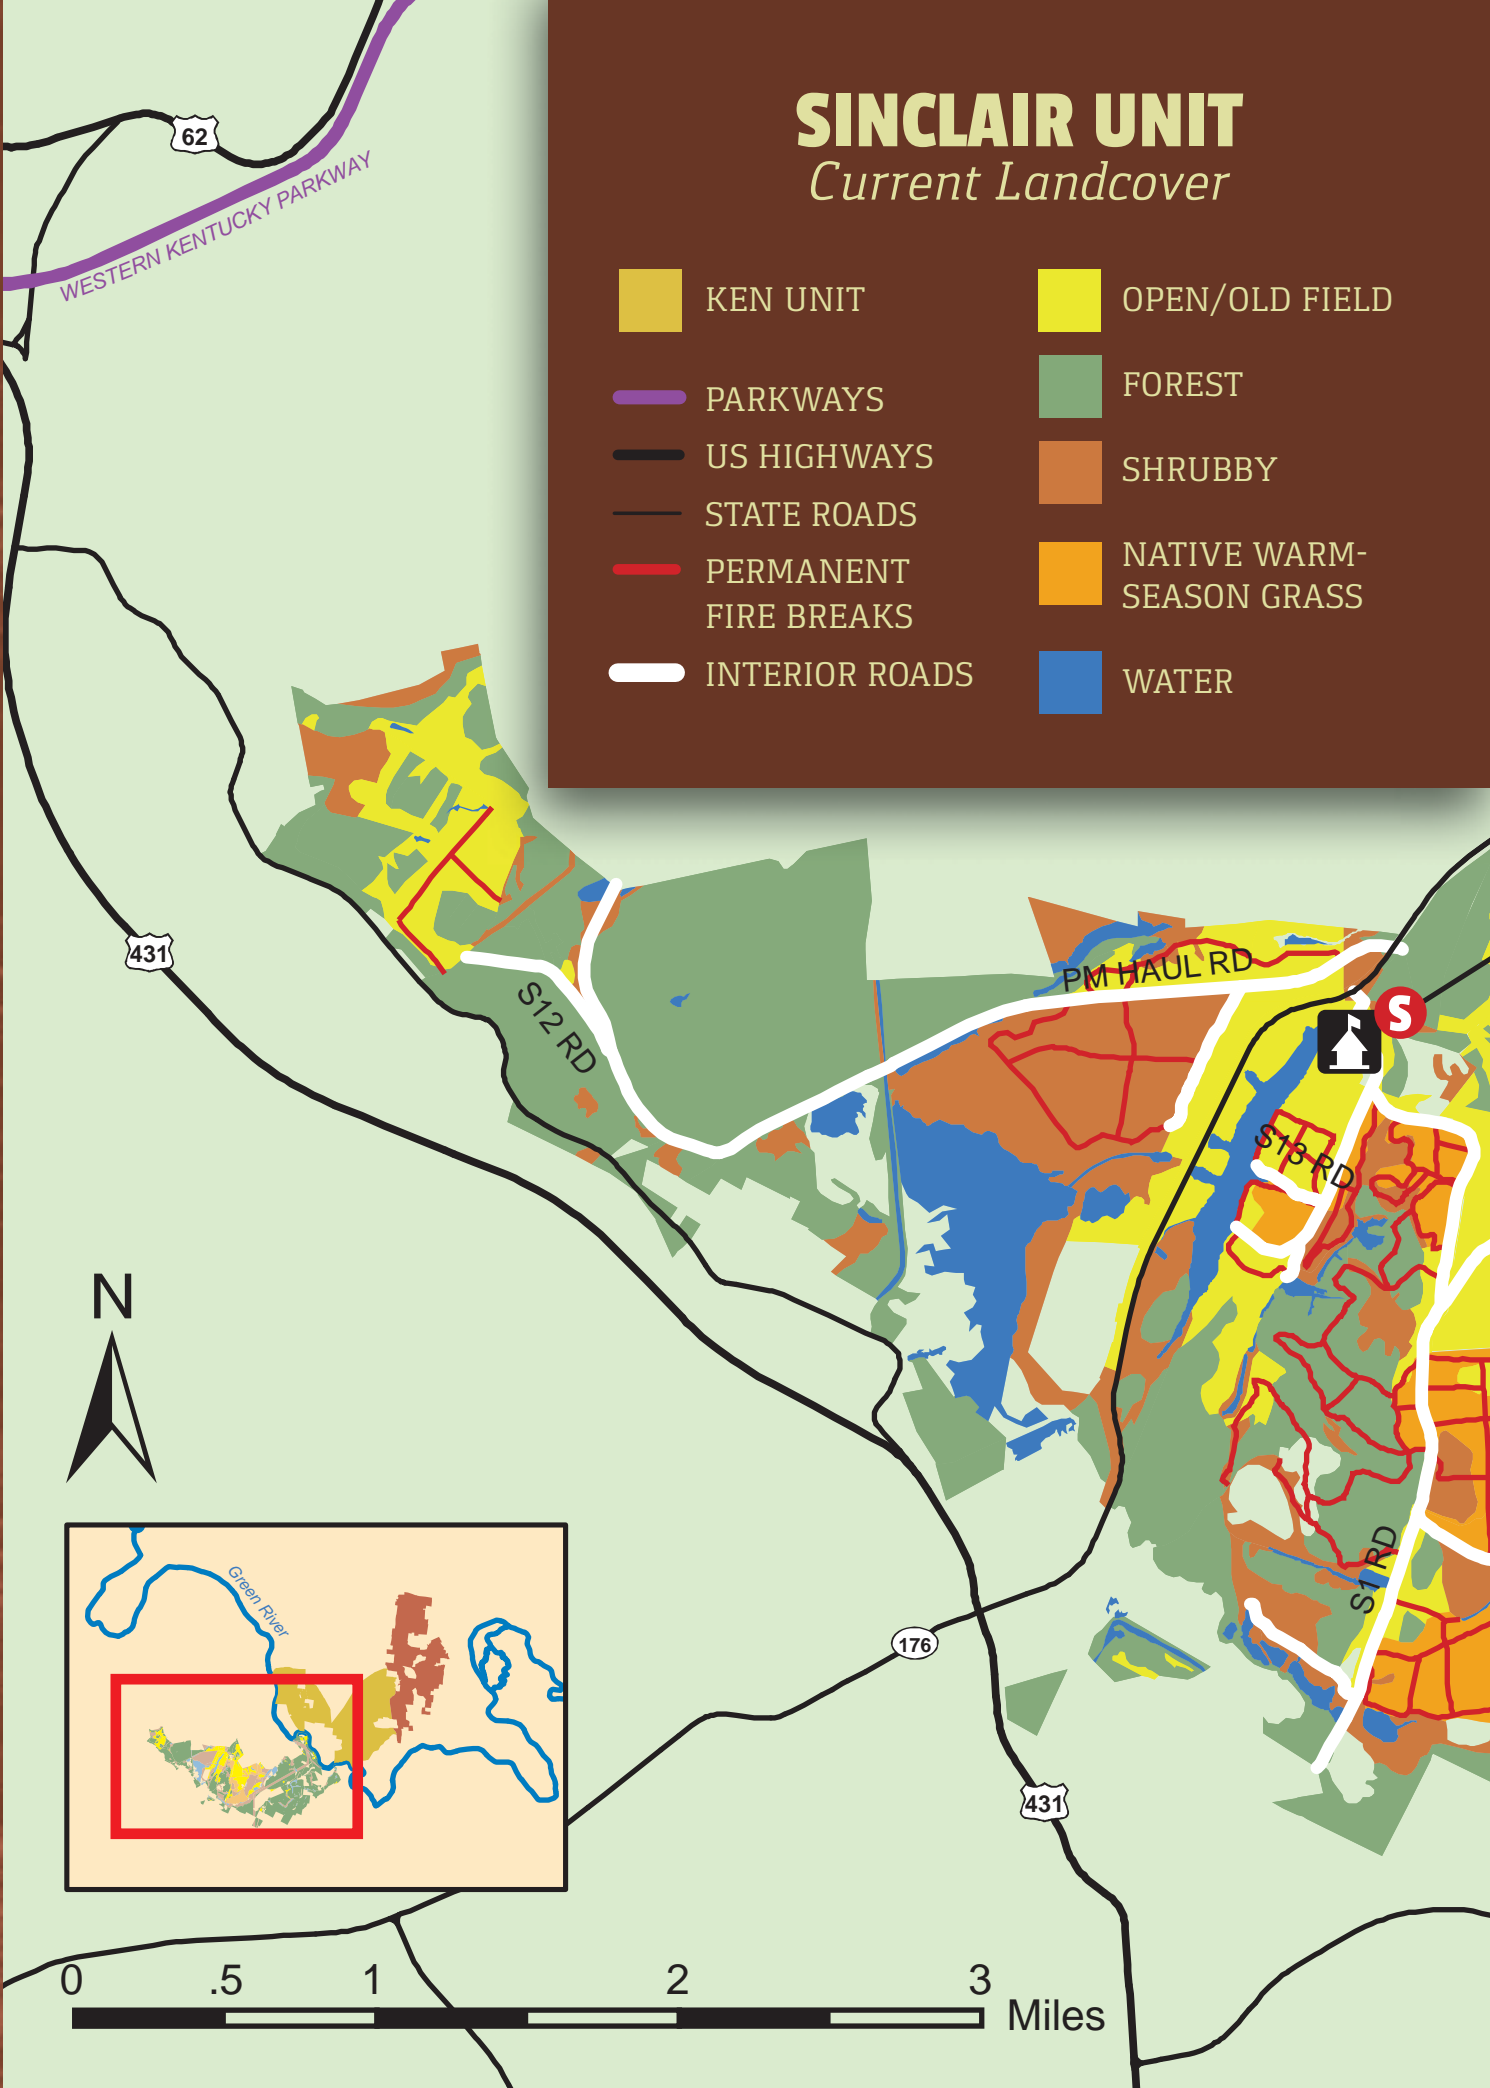 SINCLAIR UNIT
Current Landcover
KEN UNIT
PARKWAYS
US HIGHWAYS
STATE ROADS
PERMANENT
FIRE BREAKS
INTERIOR ROADS
OPEN/OLD FIELD
FOREST
SHRUBBY
NATIVE WARM-
SEASON GRASS
WATER
62
WESTERN KENTUCKY PARKWAY
431
S12 RD
PM HAUL RD
S
S13 RD
S1 RD
N
Green River
176
431
0 .5 1 2 3
Miles